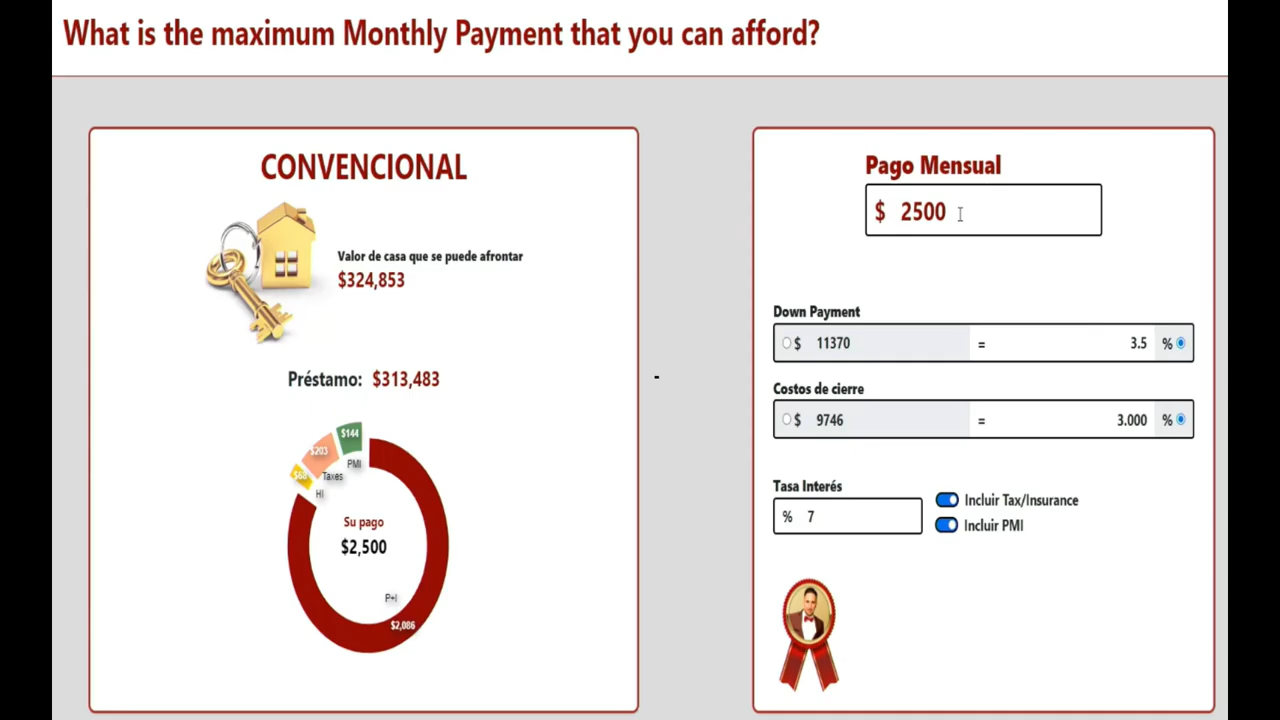 What is the maximum Monthly Payment that you can afford?
CONVENCIONAL
Valor de casa que se puede afrontar
$324,853
Préstamo: $313,483
$144
$203
PMI
$68
Taxes
HI
Su pago
$2,500
P+I
$2,086
-
Pago Mensual
$ 2500
Down Payment
$ 11370 = 3.5 %
Costos de cierre
$ 9746 = 3.000 %
Tasa Interés
% 7
Incluir Tax/Insurance
Incluir PMI